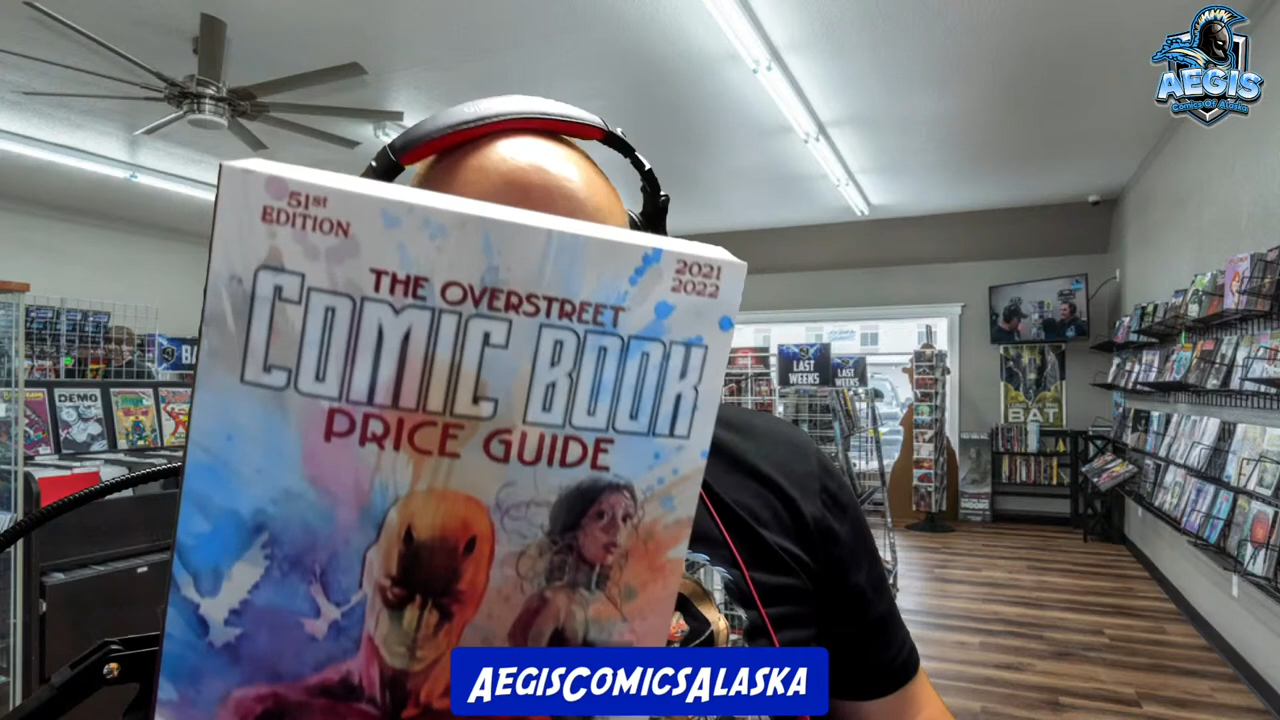 AEGIS
Comics Of Alaska
51st
EDITION
2021
2022
THE OVERSTREET
COMIC BOOK
PRICE GUIDE
LAST
WEEKS
LAST
WEEKS
DEMO
BAT
AEGISCOMICSALASKA